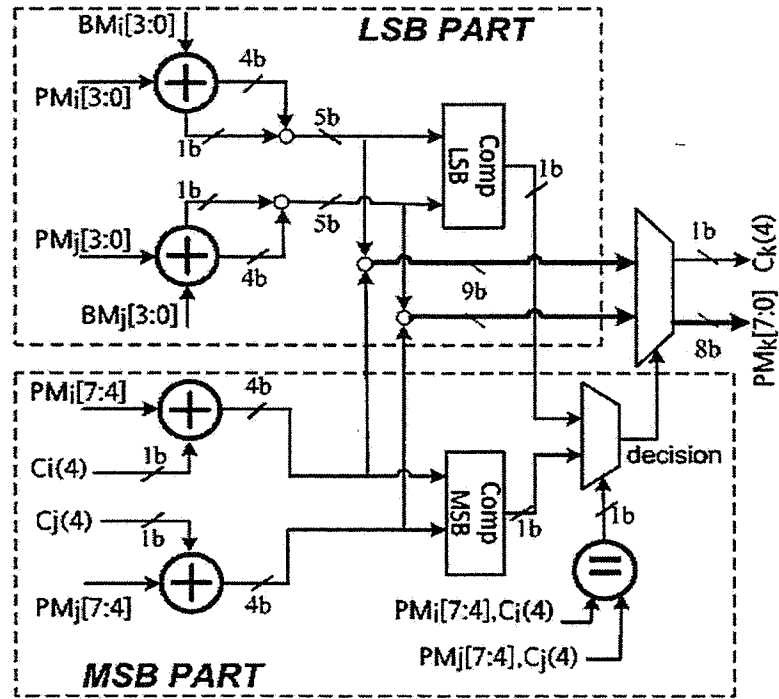 LSB PART
BMi[3:0]
4b
PMi[3:0]
1b
5b
Comp LSB
1b
1b
5b
PMj[3:0]
4b
BMj[3:0]
9b
1b
Ck(4)
8b
PMk[7:0]
PMi[7:4]
4b
Ci(4)
1b
decision
Cj(4)
1b
Comp MSB
1b
1b
PMj[7:4]
4b
=
PMi[7:4],Ci(4)
PMj[7:4],Cj(4)
MSB PART